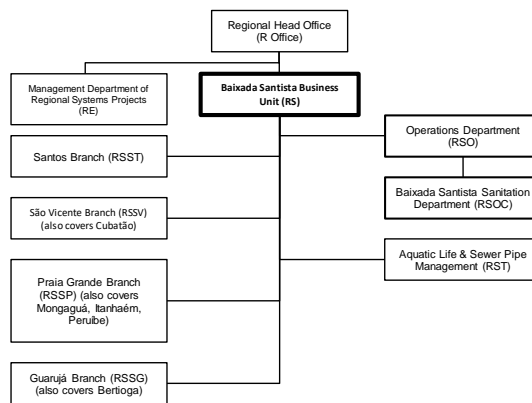 Regional Head Office
(R Office)
Management Department of
Regional Systems Projects
(RE)
Baixada Santista Business
Unit (RS)
Operations Department
(RSO)
Santos Branch (RSST)
Baixada Santista Sanitation
Department (RSOC)
São Vicente Branch (RSSV)
(also covers Cubatão)
Aquatic Life & Sewer Pipe
Management (RST)
Praia Grande Branch
(RSSP) (also covers
Mongaguá, Itanhaém,
Peruíbe)
Guarujá Branch (RSSG)
(also covers Bertioga)